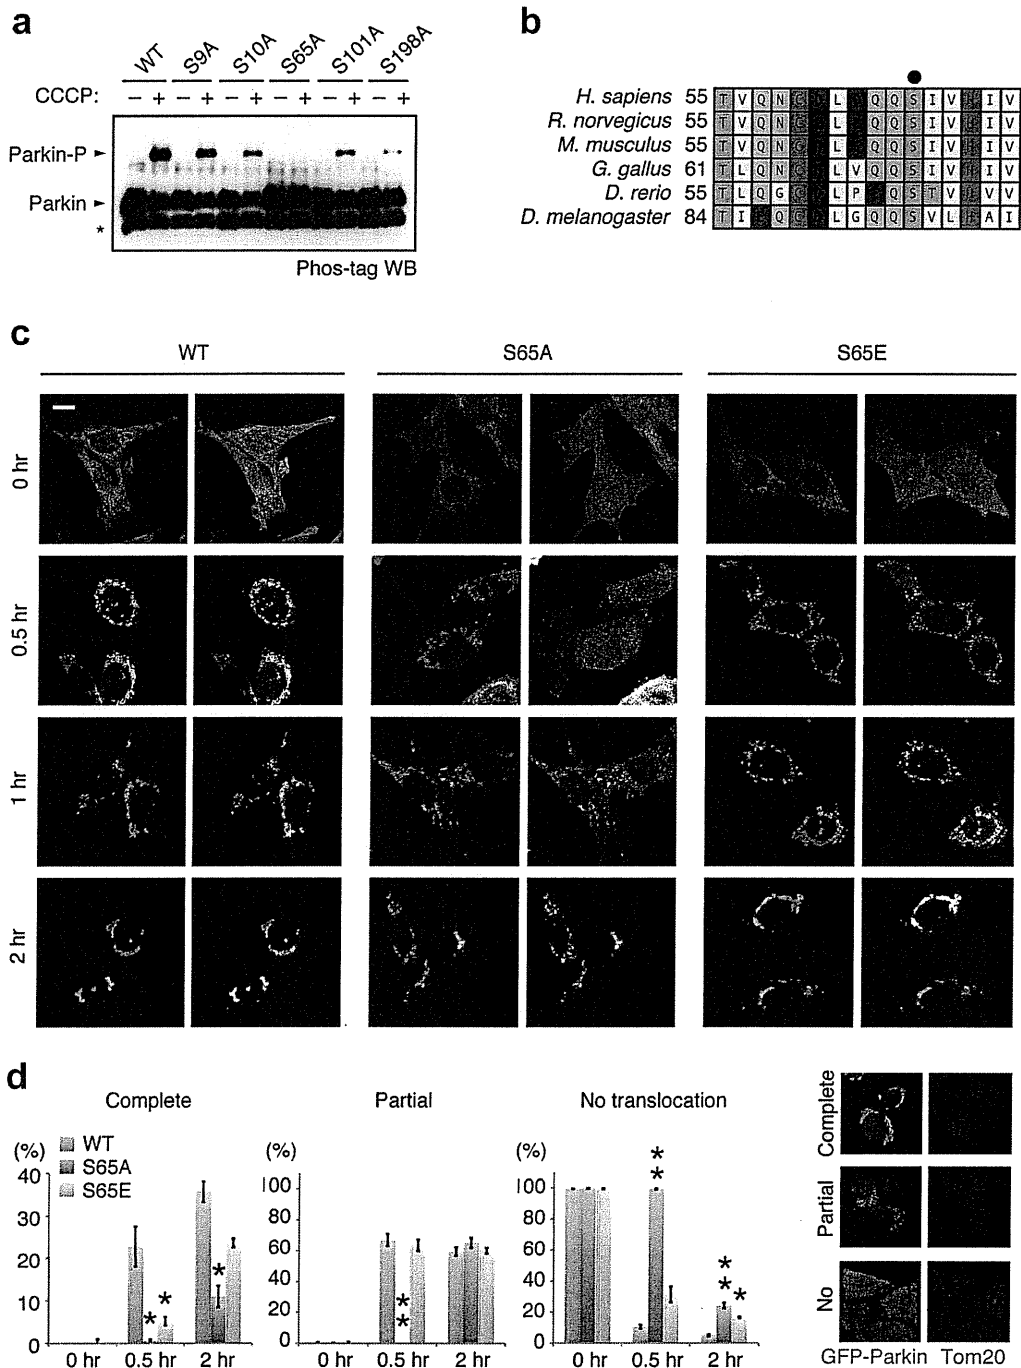 a
WT S9A S10A S65A S101A S198A
CCCP: − + − + − + − + − + − +
Parkin-P
Parkin
*
Phos-tag WB
b
H. sapiens 55 T V Q N L Q Q S I V I V
R. norvegicus 55 T V Q N L Q Q S I V I V
M. musculus 55 T V Q N L Q Q S I V I V
G. gallus 61 T L Q N L V Q Q S I V I V
D. rerio 55 T L Q G L P Q S T V V V
D. melanogaster 84 T I Q L G Q Q S V L A I
c
WT S65A S65E
0 hr
0.5 hr
1 hr
2 hr
d
Complete
(%)
WT
S65A
S65E
40
30
20
10
0
0 hr 0.5 hr 2 hr
* * *
Partial
(%)
100
80
60
40
20
0
0 hr 0.5 hr 2 hr
* *
No translocation
(%)
100
80
60
40
20
0
0 hr 0.5 hr 2 hr
* * * * *
Complete
Partial
No
GFP-Parkin Tom20